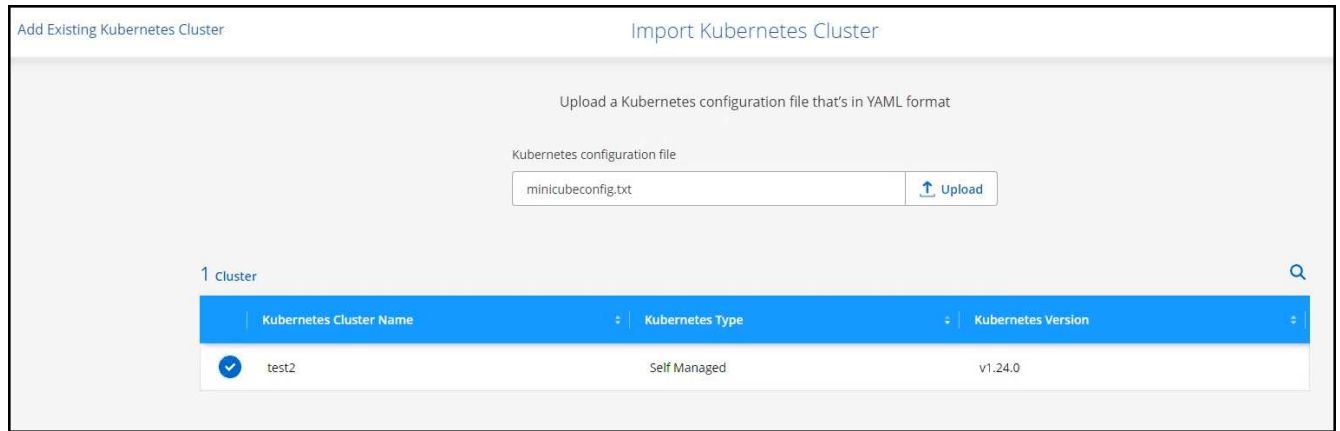 Add Existing Kubernetes Cluster
Import Kubernetes Cluster
Upload a Kubernetes configuration file that's in YAML format
Kubernetes configuration file
minicubeconfig.txt
Upload
1 Cluster
Kubernetes Cluster Name Kubernetes Type Kubernetes Version
test2 Self Managed v1.24.0